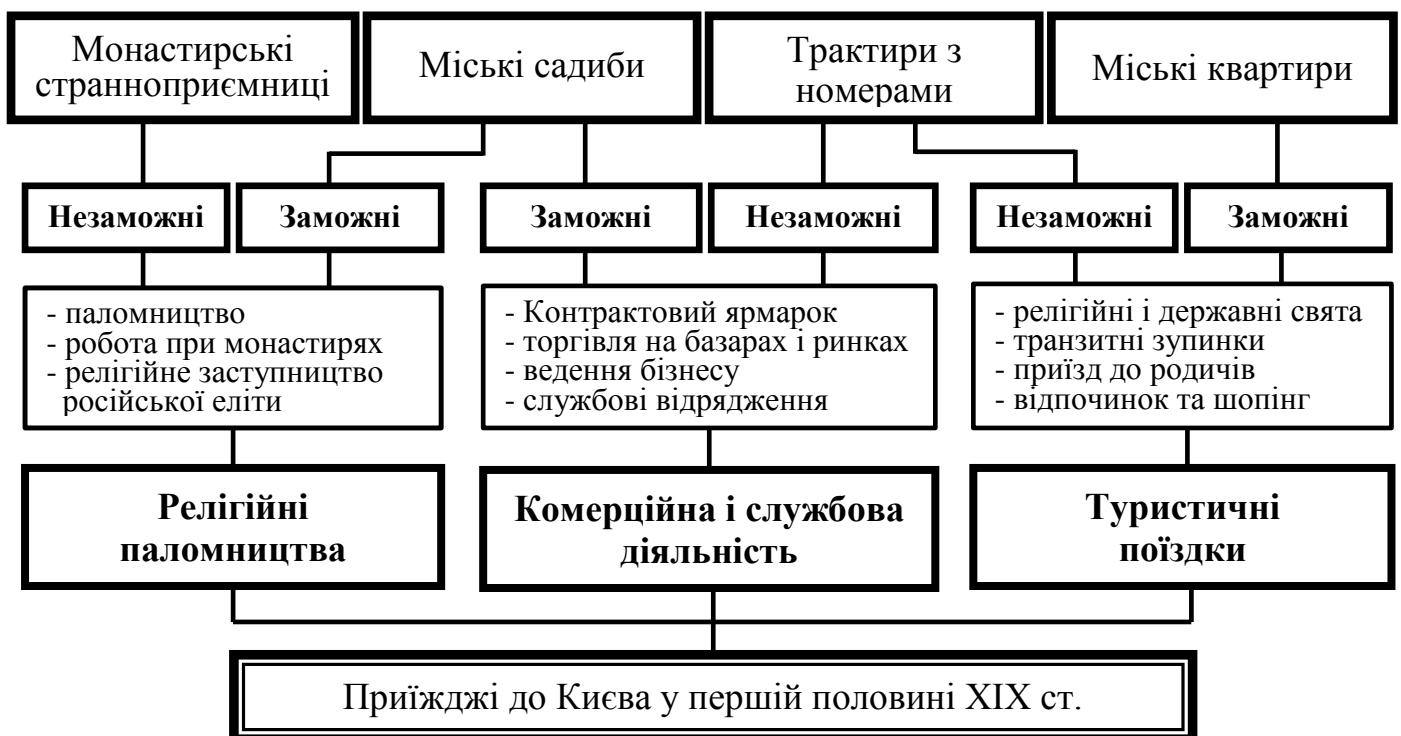 Монастирські
странноприємниці
Міські садиби
Трактири з
номерами
Міські квартири
Незаможні
Заможні
Заможні
Незаможні
Незаможні
Заможні
- паломництво
- робота при монастирях
- релігійне заступництво
російської еліти
- Контрактовий ярмарок
- торгівля на базарах і ринках
- ведення бізнесу
- службові відрядження
- релігійні і державні свята
- транзитні зупинки
- приїзд до родичів
- відпочинок та шопінг
Релігійні
паломництва
Комерційна і службова
діяльність
Туристичні
поїздки
Приїжджі до Києва у першій половині ХІХ ст.